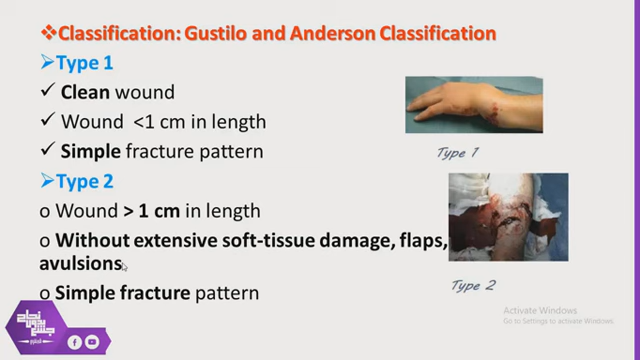 ❖Classification: Gustilo and Anderson Classification
➢Type 1
✓ Clean wound
✓ Wound <1 cm in length
✓ Simple fracture pattern
➢Type 2
o Wound > 1 cm in length
o Without extensive soft-tissue damage, flaps,
avulsions
o Simple fracture pattern
Type 1
Type 2
Activate Windows
Go to Settings to activate Windows.